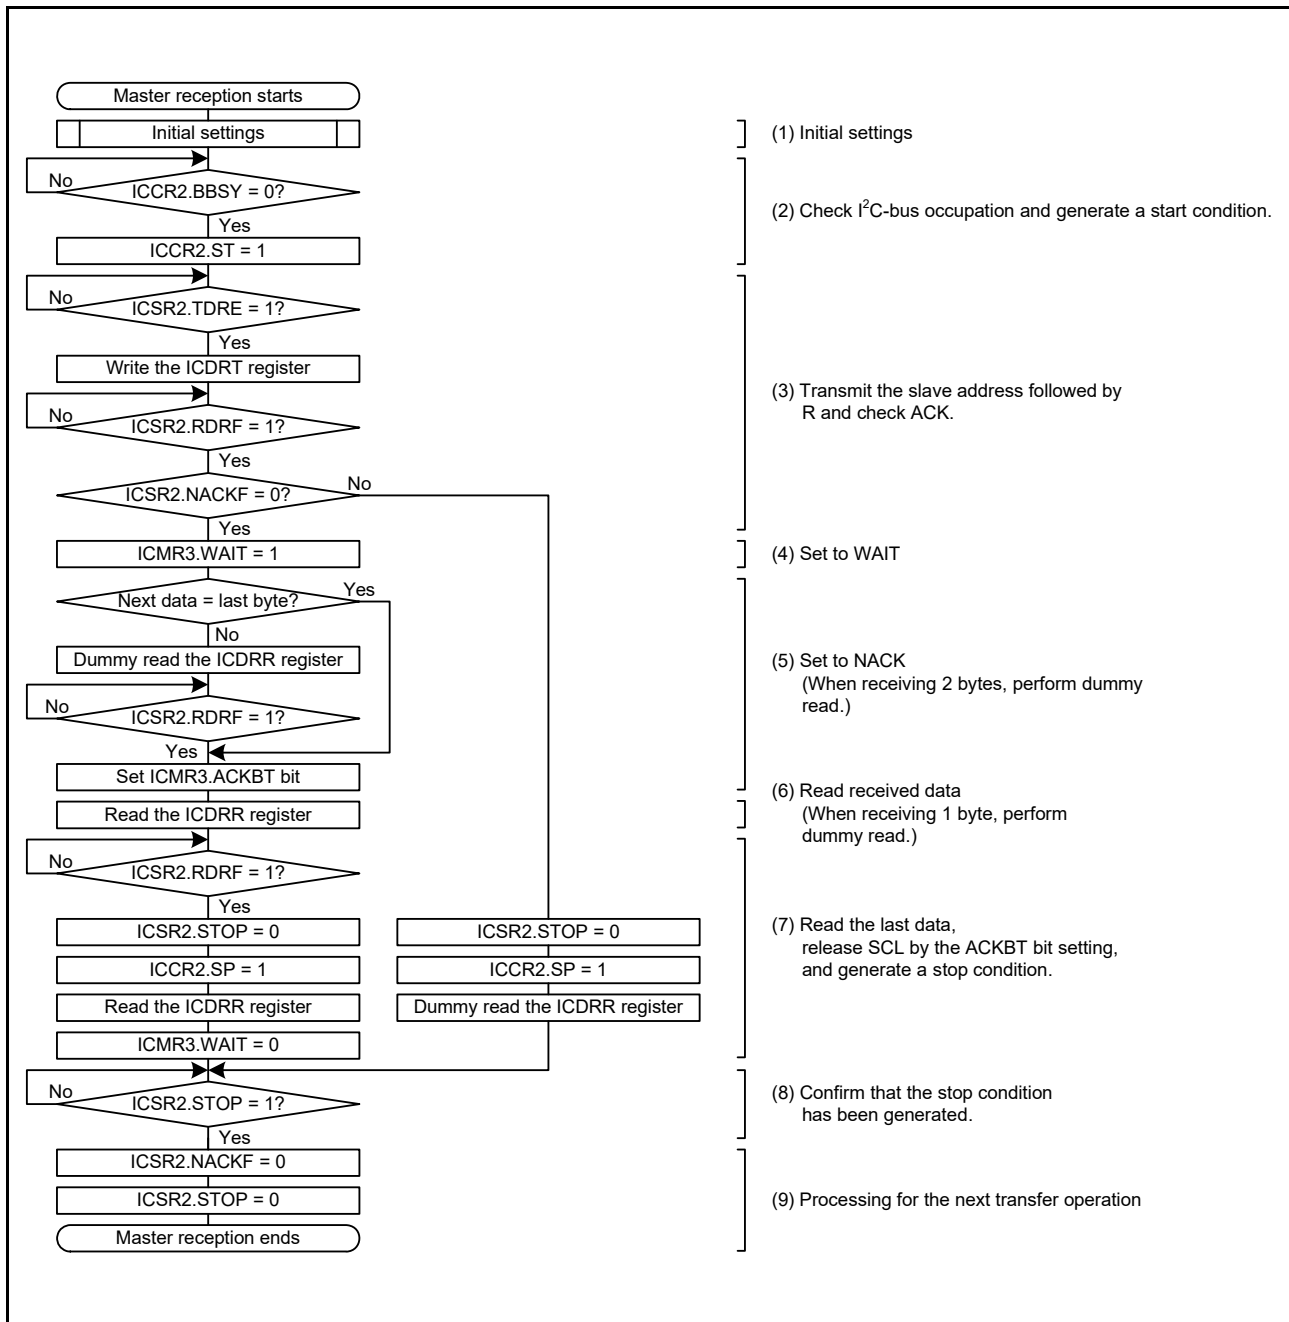 Master reception starts
Initial settings
No
ICCR2.BBSY = 0?
Yes
ICCR2.ST = 1
No
ICSR2.TDRE = 1?
Yes
Write the ICDRT register
No
ICSR2.RDRF = 1?
Yes
ICSR2.NACKF = 0?
No
Yes
ICMR3.WAIT = 1
Next data = last byte?
Yes
No
Dummy read the ICDRR register
No
ICSR2.RDRF = 1?
Yes
Set ICMR3.ACKBT bit
Read the ICDRR register
No
ICSR2.RDRF = 1?
Yes
ICSR2.STOP = 0
ICCR2.SP = 1
Read the ICDRR register
ICMR3.WAIT = 0
ICSR2.STOP = 0
ICCR2.SP = 1
Dummy read the ICDRR register
No
ICSR2.STOP = 1?
Yes
ICSR2.NACKF = 0
ICSR2.STOP = 0
Master reception ends
(1) Initial settings
(2) Check I²C-bus occupation and generate a start condition.
(3) Transmit the slave address followed by
R and check ACK.
(4) Set to WAIT
(5) Set to NACK
(When receiving 2 bytes, perform dummy
read.)
(6) Read received data
(When receiving 1 byte, perform
dummy read.)
(7) Read the last data,
release SCL by the ACKBT bit setting,
and generate a stop condition.
(8) Confirm that the stop condition
has been generated.
(9) Processing for the next transfer operation